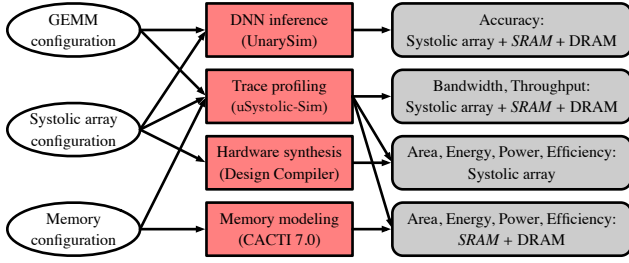 GEMM
configuration
DNN inference
(UnarySim)
Accuracy:
Systolic array + SRAM + DRAM
Systolic array
configuration
Trace profiling
(uSystolic-Sim)
Bandwidth, Throughput:
Systolic array + SRAM + DRAM
Hardware synthesis
(Design Compiler)
Area, Energy, Power, Efficiency:
Systolic array
Memory
configuration
Memory modeling
(CACTI 7.0)
Area, Energy, Power, Efficiency:
SRAM + DRAM